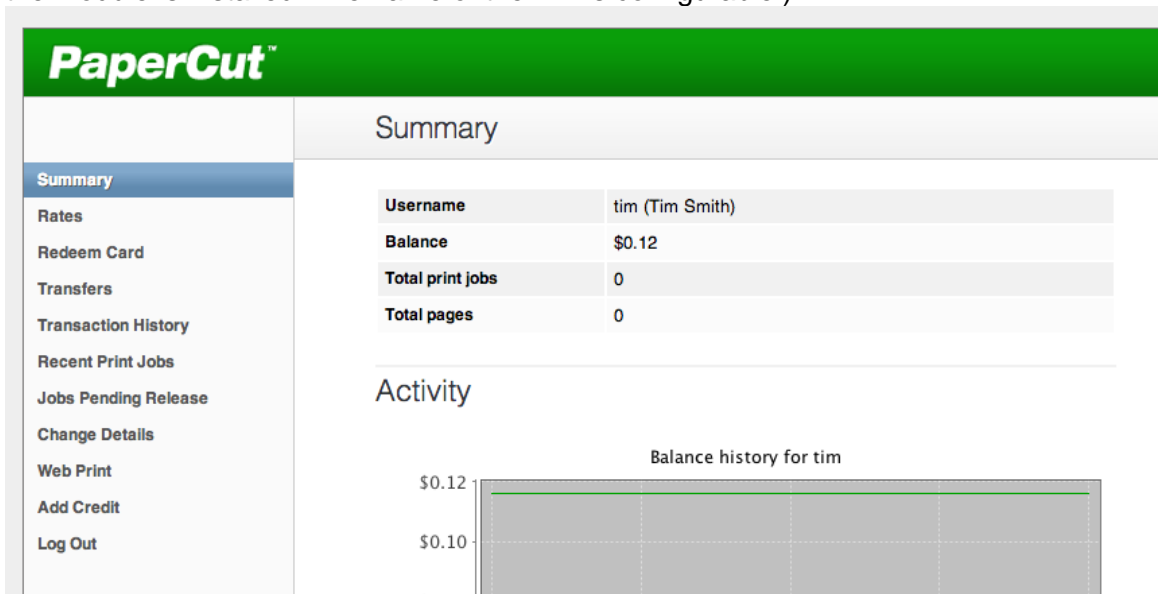 PaperCut™
Summary
Summary
Rates
Redeem Card
Transfers
Transaction History
Recent Print Jobs
Jobs Pending Release
Change Details
Web Print
Add Credit
Log Out
Username tim (Tim Smith)
Balance $0.12
Total print jobs 0
Total pages 0
Activity
Balance history for tim
$0.12
$0.10